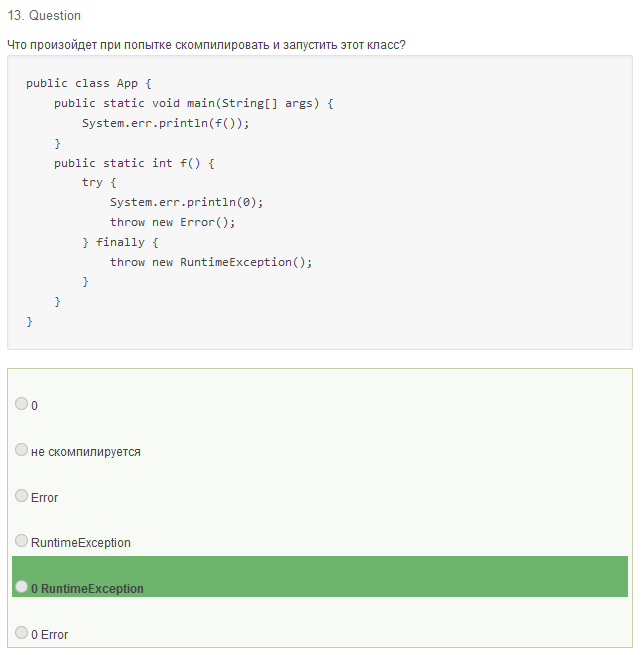 13. Question
Что произойдет при попытке скомпилировать и запустить этот класс?
public class App {
    public static void main(String[] args) {
        System.err.println(f());
    }
    public static int f() {
        try {
            System.err.println(0);
            throw new Error();
        } finally {
            throw new RuntimeException();
        }
    }
}
0
не скомпилируется
Error
RuntimeException
0 RuntimeException
0 Error